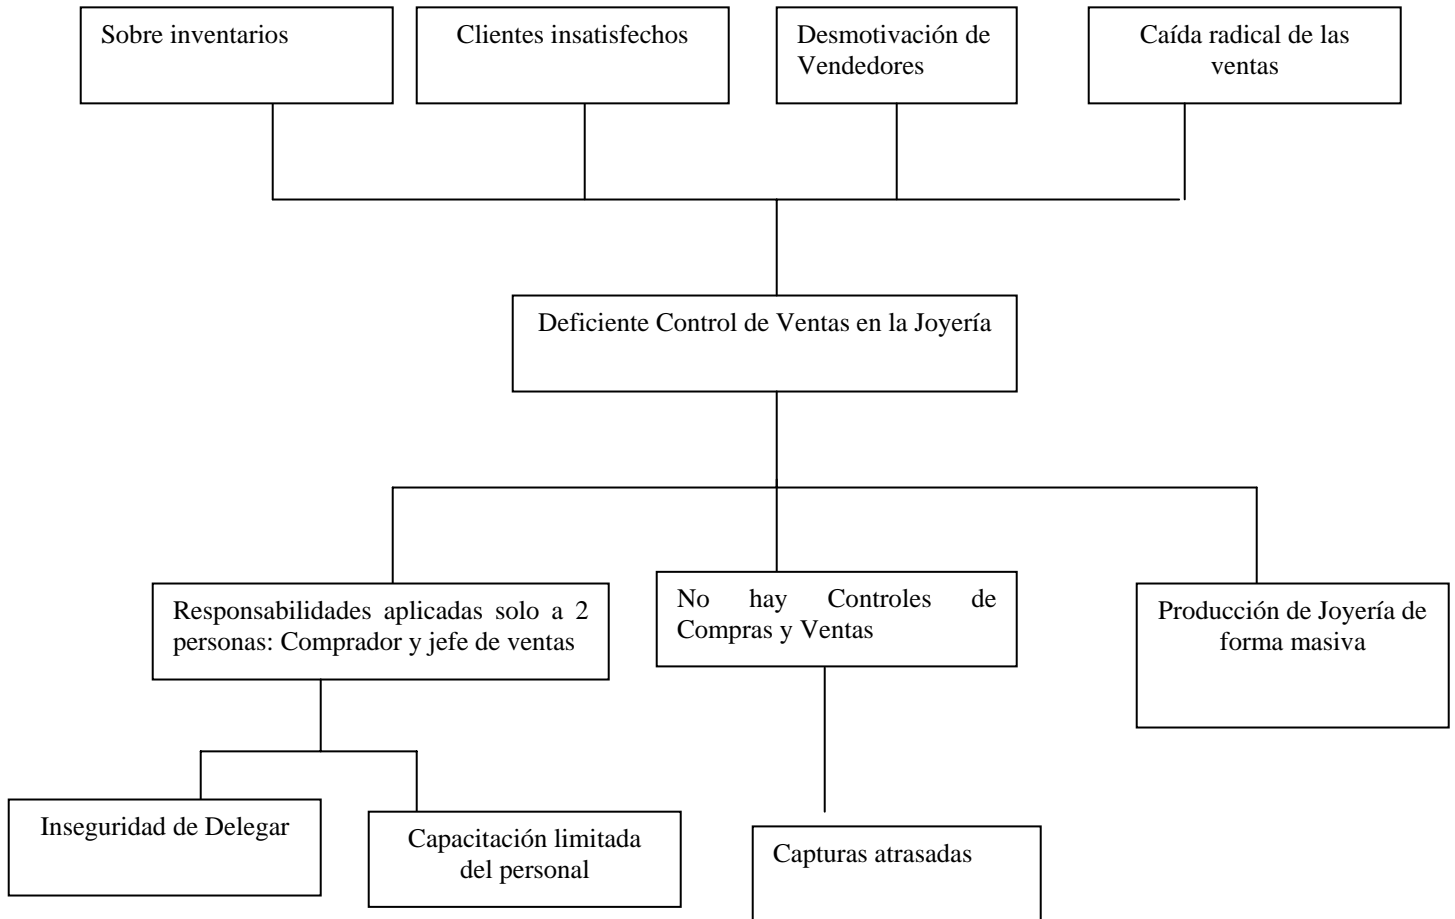 Sobre inventarios
Clientes insatisfechos
Desmotivación de
Vendedores
Caída radical de las
ventas
Deficiente Control de Ventas en la Joyería
Responsabilidades aplicadas solo a 2
personas: Comprador y jefe de ventas
No hay Controles de
Compras y Ventas
Producción de Joyería de
forma masiva
Inseguridad de Delegar
Capacitación limitada
del personal
Capturas atrasadas